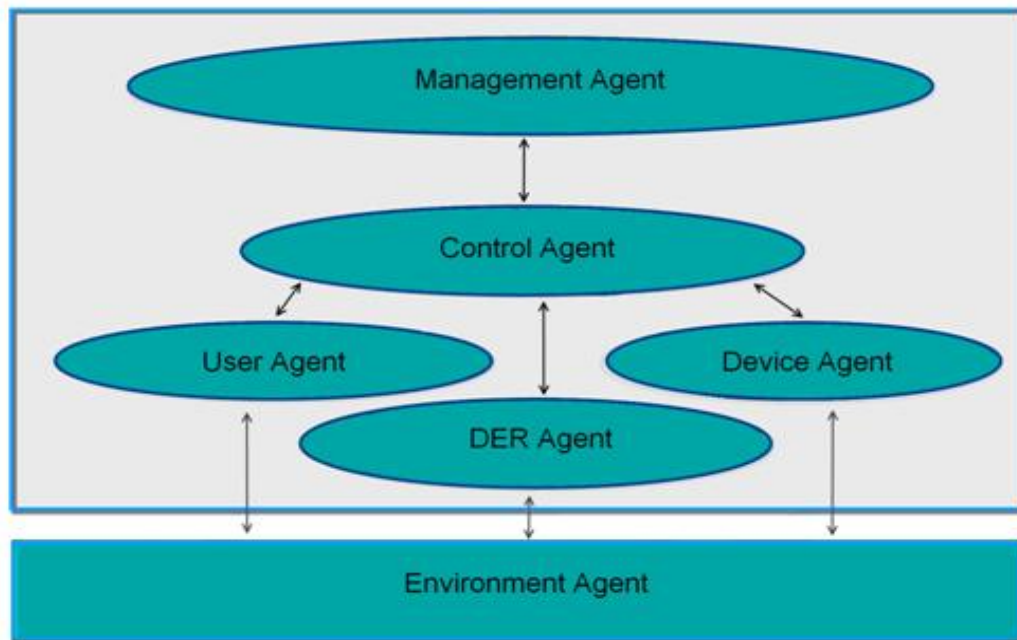 Management Agent
Control Agent
User Agent
Device Agent
DER Agent
Environment Agent